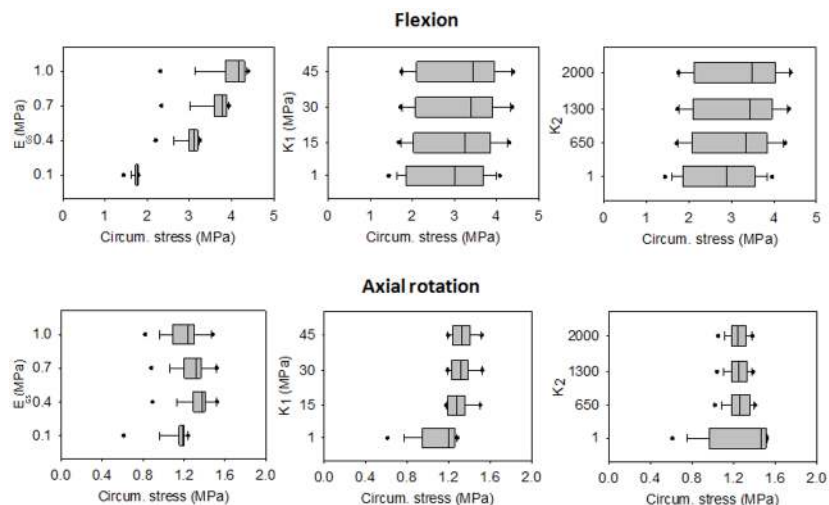 Flexion
1.0
0.7
0.4
0.1
E
GS
(MPa)
0 1 2 3 4 5
Circum. stress (MPa)
45
30
15
1
K1 (MPa)
0 1 2 3 4 5
Circum. stress (MPa)
2000
1300
650
1
K2
0 1 2 3 4 5
Circum. stress (MPa)
Axial rotation
1.0
0.7
0.4
0.1
E
(MPa)
0.0 0.4 0.8 1.2 1.6 2.0
Circum. stress (MPa)
45
30
15
1
K1 (MPa)
0.0 0.4 0.8 1.2 1.6 2.0
Circum. stress (MPa)
2000
1300
650
1
K2
0.0 0.4 0.8 1.2 1.6 2.0
Circum. stress (MPa)